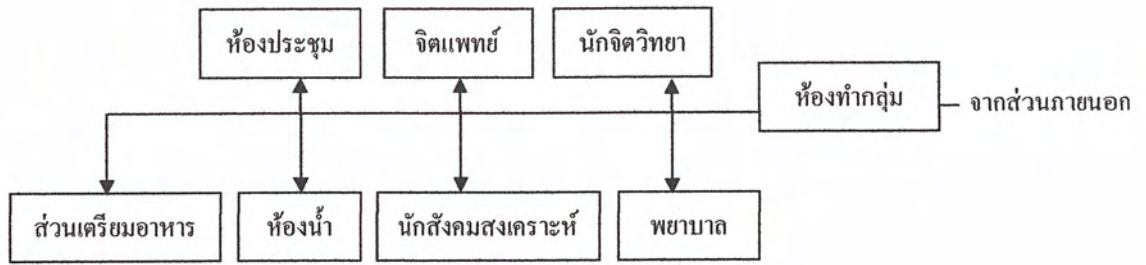 ห้องประชุม
จิตแพทย์
นักจิตวิทยา
ห้องทำกลุ่ม
จากส่วนภายนอก
ส่วนเตรียมอาหาร
ห้องน้ำ
นักสังคมสงเคราะห์
พยาบาล